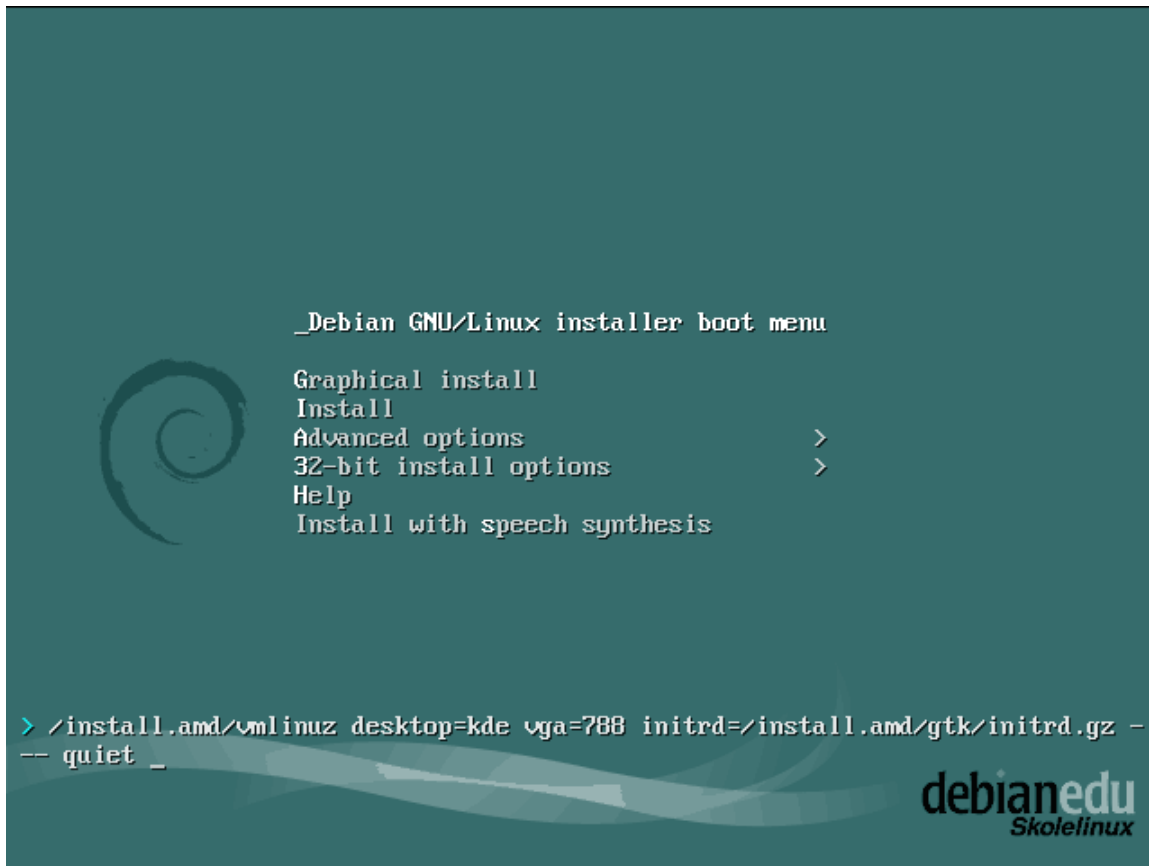 _Debian GNU/Linux installer boot menu
Graphical install
Install
Advanced options >
32-bit install options >
Help
Install with speech synthesis
> /install.amd/vmlinuz desktop=kde vga=788 initrd=/install.amd/gtk/initrd.gz -
-- quiet _
debianedu
Skolelinux